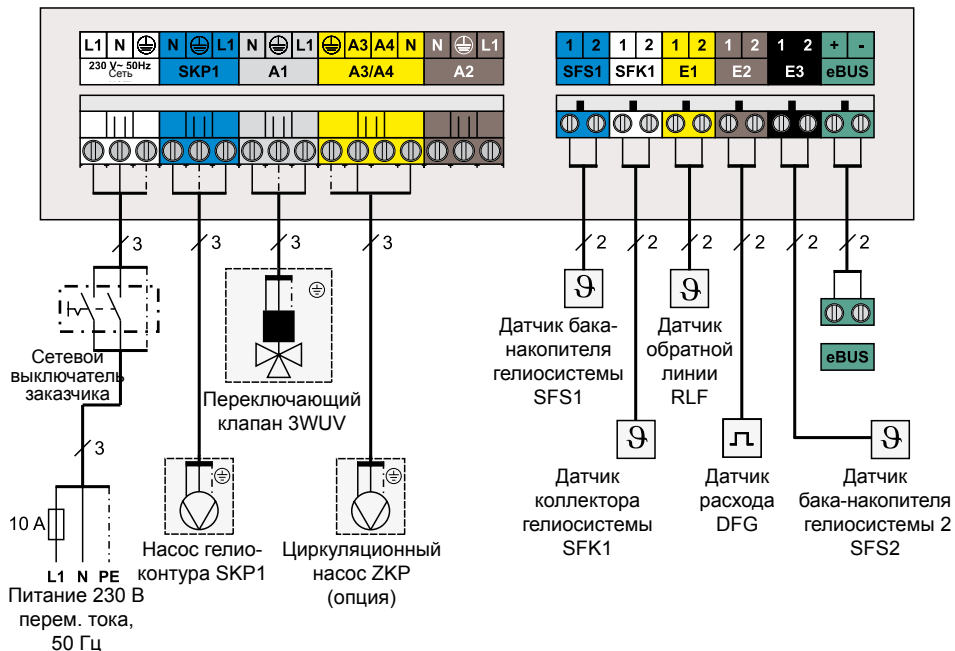 L1 N N L1 N L1 A3 A4 N N L1
230 V~ 50Hz
Сеть
SKP1 A1 A3/A4 A2
1 2 1 2 1 2 1 2 1 2 + -
SFS1 SFK1 E1 E2 E3 eBUS
3 3 3 3 2 2 2 2 2 2
ϑ
Датчик бака-
накопителя
гелиосистемы
SFS1
ϑ
Датчик
обратной
линии
RLF
eBUS
Сетевой
выключатель
заказчика
Переключающий
клапан 3WUV
3
10 A
L1 N PE
Питание 230 В
перем. тока,
50 Гц
Насос гелио-
контура SKP1
Циркуляционный
насос ZKP
(опция)
ϑ
Датчик
коллектора
гелиосистемы
SFK1
Датчик
расхода
DFG
ϑ
Датчик
бака-накопителя
гелиосистемы 2
SFS2